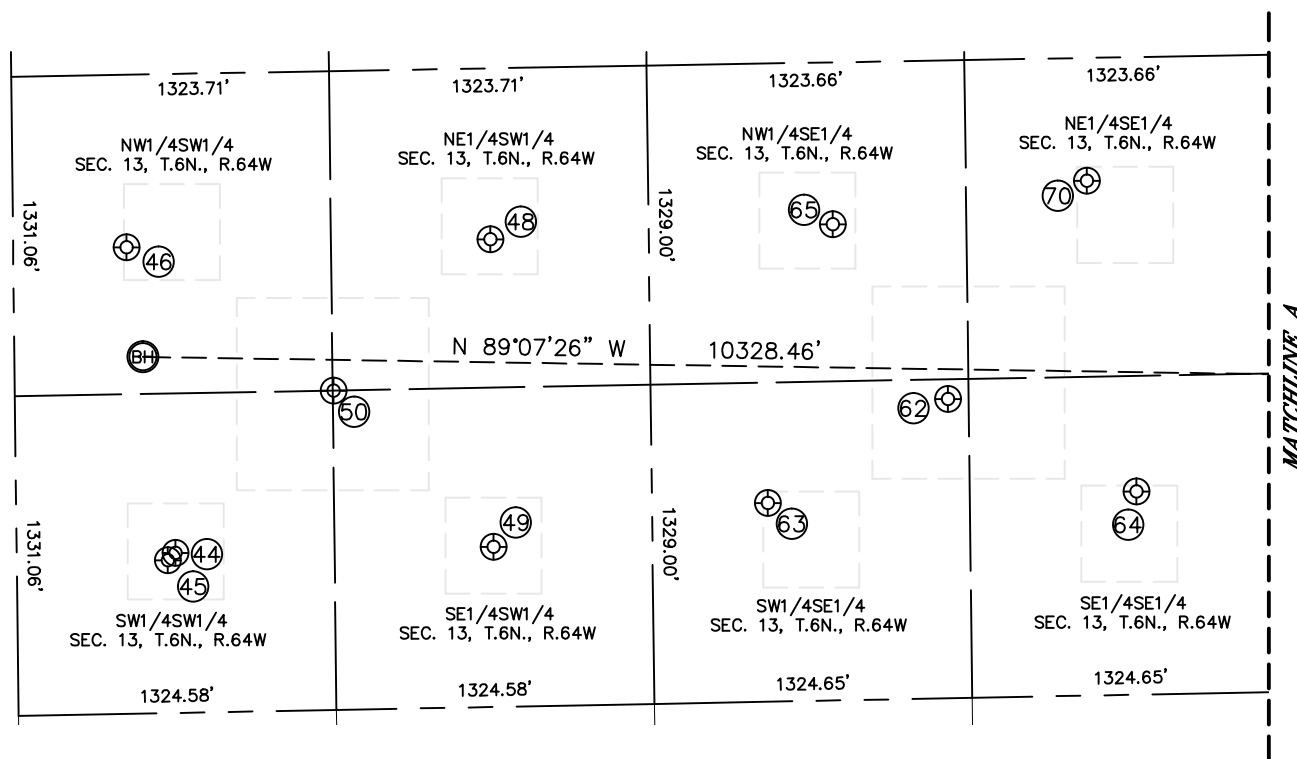 1323.71'
1323.71'
1323.66'
1323.66'
NW1/4SW1/4
SEC. 13, T.6N., R.64W
NE1/4SW1/4
SEC. 13, T.6N., R.64W
NW1/4SE1/4
SEC. 13, T.6N., R.64W
NE1/4SE1/4
SEC. 13, T.6N., R.64W
1331.06'
46
48
1329.00'
65
70
BH
N 89°07'26" W
10328.46'
MATCHLINE A
50
62
1331.06'
44
45
49
1329.00'
63
64
SW1/4SW1/4
SEC. 13, T.6N., R.64W
SE1/4SW1/4
SEC. 13, T.6N., R.64W
SW1/4SE1/4
SEC. 13, T.6N., R.64W
SE1/4SE1/4
SEC. 13, T.6N., R.64W
1324.58'
1324.58'
1324.65'
1324.65'